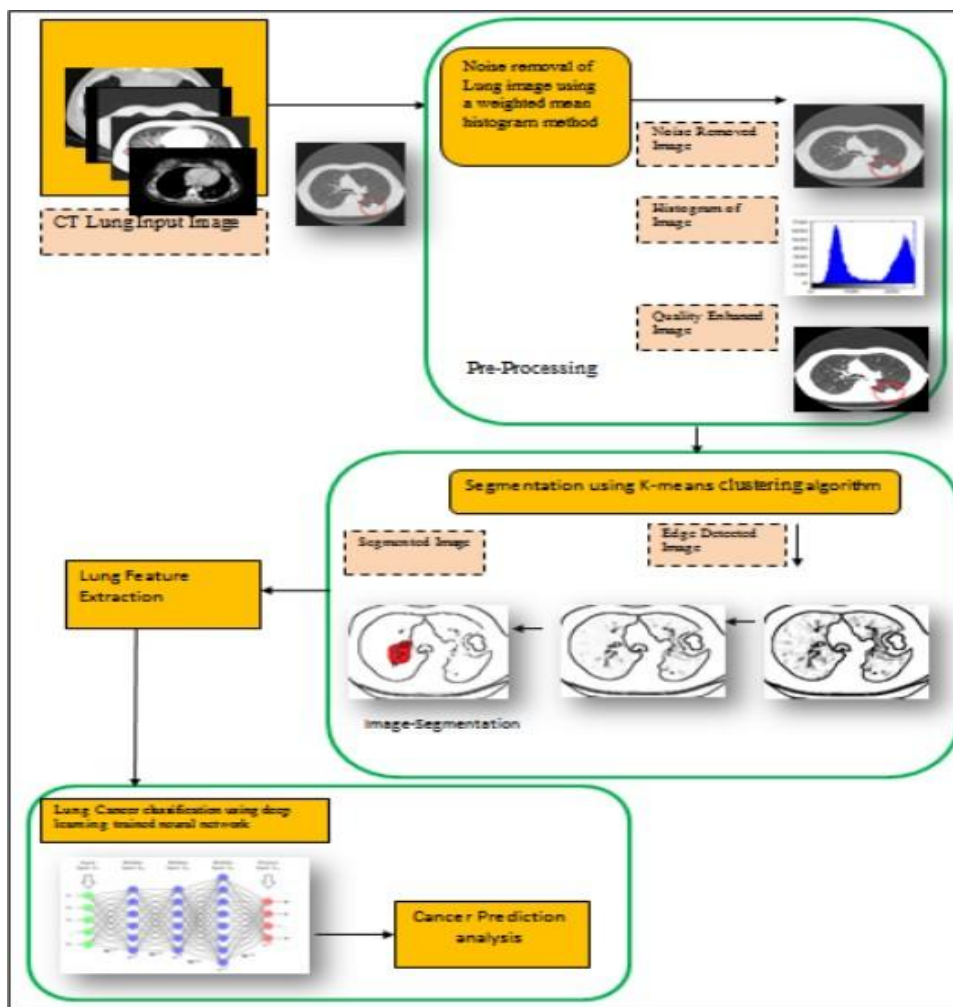 CT Lung Input Image
Noise removal of
Lung image using
a weighted mean
histogram method
Noise Removed
Image
Histogram of
Image
Quality Enhanced
Image
Pre-Processing
Segmentation using K-means clustering algorithm
Segmented Image
Edge Detected
Image
Image-Segmentation
Lung Feature
Extraction
Lung Cancer classification using deep
learning trained neural network
Cancer Prediction
analysis